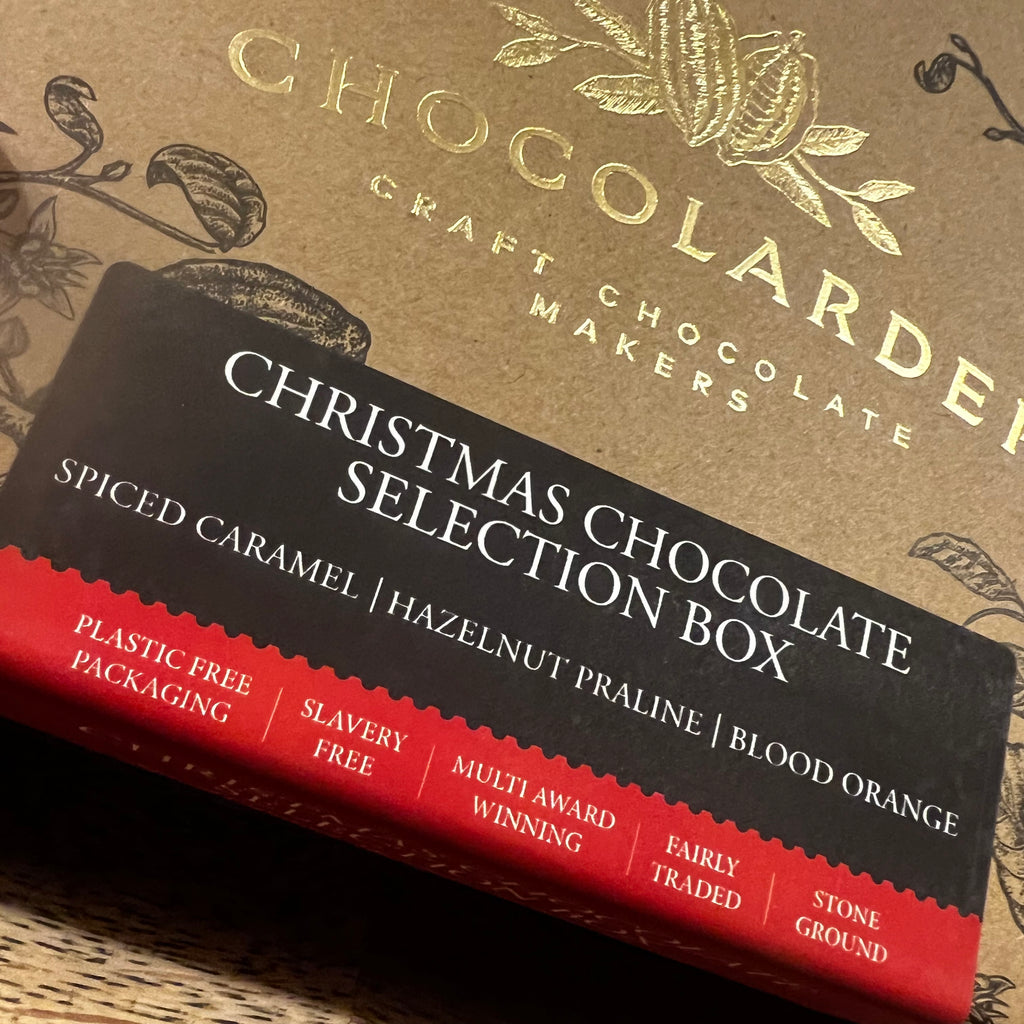 CHOCOLARDER
CRAFT CHOCOLATE
MAKERS
CHRISTMAS CHOCOLATE
SELECTION BOX
SPICED CARAMEL | HAZELNUT PRALINE | BLOOD ORANGE
PLASTIC FREE
PACKAGING
SLAVERY
FREE
MULTI AWARD
WINNING
FAIRLY
TRADED
STONE
GROUND